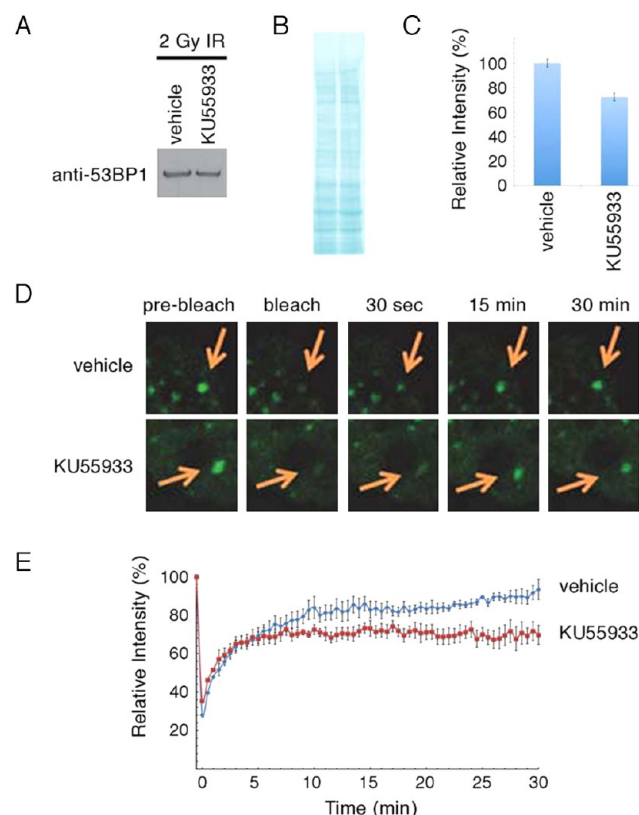 A
2 Gy IR
vehicle
KU55933
anti-53BP1
B
C
Relative Intensity (%)
120
100
80
60
40
20
0
vehicle
KU55933
D
pre-bleach
bleach
30 sec
15 min
30 min
vehicle
KU55933
E
Relative Intensity (%)
100
80
60
40
20
0
5
10
15
20
25
30
Time (min)
vehicle
KU55933